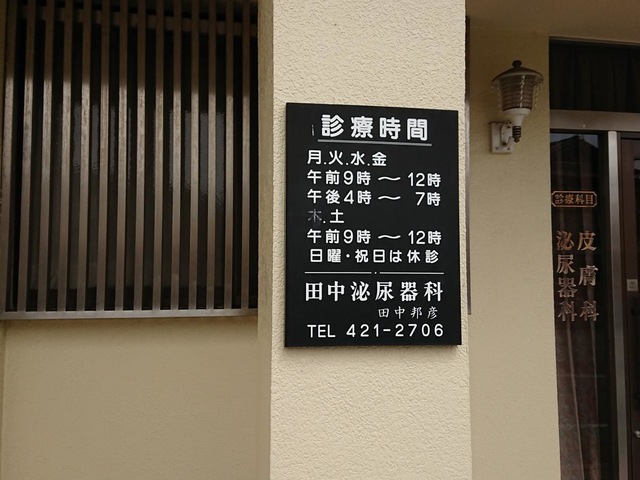 診療時間
月.火.水.金
午前9時〜12時
午後4時〜 7時
木.土
午前9時〜12時
日曜・祝日は休診
田中泌尿器科
田中邦彦
TEL 421-2706
診療科目
皮膚科
泌尿器科